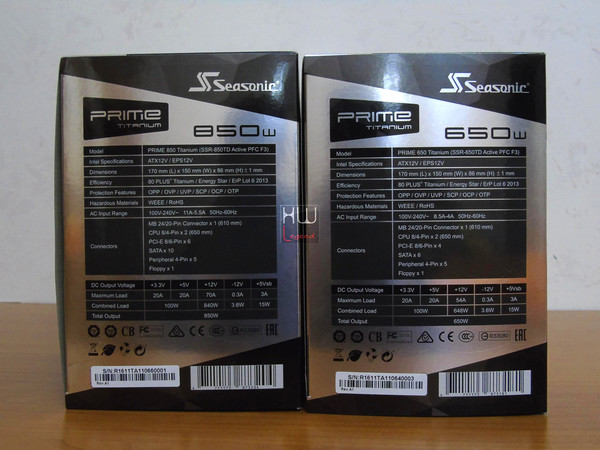 Seasonic
PRIME
TITANIUM
850W
Model PRIME 850 Titanium (SSR-850TD Active PFC F3)
Intel Specifications ATX12V / EPS12V
Dimensions 170 mm (L) x 150 mm (W) x 86 mm (H) ± 1 mm
Efficiency 80 PLUS Titanium / Energy Star / ErP Lot 6 2013
Protection Features OPP / OVP / UVP / SCP / OCP / OTP
Hazardous Materials WEEE / RoHS
AC Input Range 100V-240V~ 11A-5.5A 50Hz-60Hz
Connectors
MB 24/20-Pin Connector x 1 (610 mm)
CPU 8/4-Pin x 2 (650 mm)
PCI-E 8/6-Pin x 6
SATA x 10
Peripheral 4-Pin x 5
Floppy x 1
DC Output Voltage +3.3V +5V +12V -12V +5Vsb
Maximum Load 20A 20A 70A 0.3A 3A
Combined Load 100W 840W 3.6W 15W
Total Output 850W
S/N:R1611TA110660001
Rev A1
HW
Seasonic
PRIME
TITANIUM
650W
Model PRIME 650 Titanium (SSR-650TD Active PFC F3)
Intel Specifications ATX12V / EPS12V
Dimensions 170 mm (L) x 150 mm (W) x 86 mm (H) ± 1 mm
Efficiency 80 PLUS Titanium / Energy Star / ErP Lot 6 2013
Protection Features OPP / OVP / UVP / SCP / OCP / OTP
Hazardous Materials WEEE / RoHS
AC Input Range 100V-240V~ 8.5A-4A 50Hz-60Hz
Connectors
MB 24/20-Pin Connector x 1 (610 mm)
CPU 8/4-Pin x 2 (650 mm)
PCI-E 8/6-Pin x 4
SATA x 6
Peripheral 4-Pin x 5
Floppy x 1
DC Output Voltage +3.3V +5V +12V -12V +5Vsb
Maximum Load 20A 20A 54A 0.3A 3A
Combined Load 100W 648W 3.6W 15W
Total Output 650W
S/N:R1611TA110640003
Rev A1